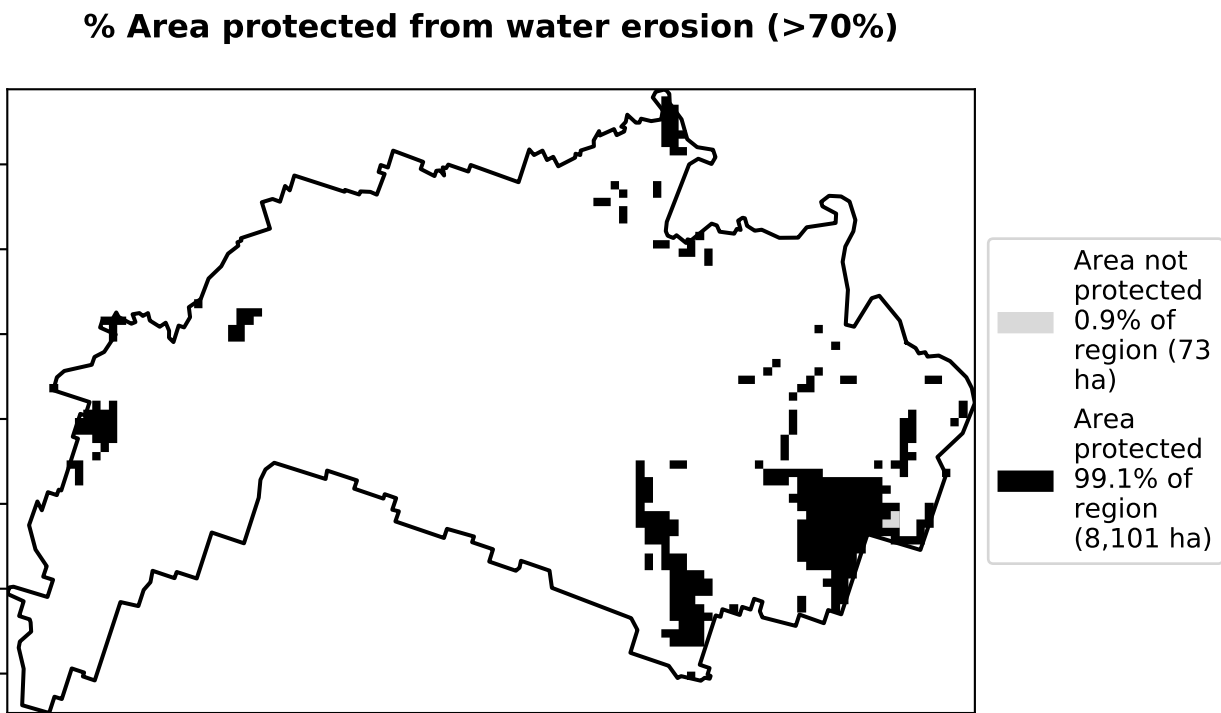 % Area protected from water erosion (>70%)
Area not
protected
0.9% of
region (73
ha)
Area
protected
99.1% of
region
(8,101 ha)